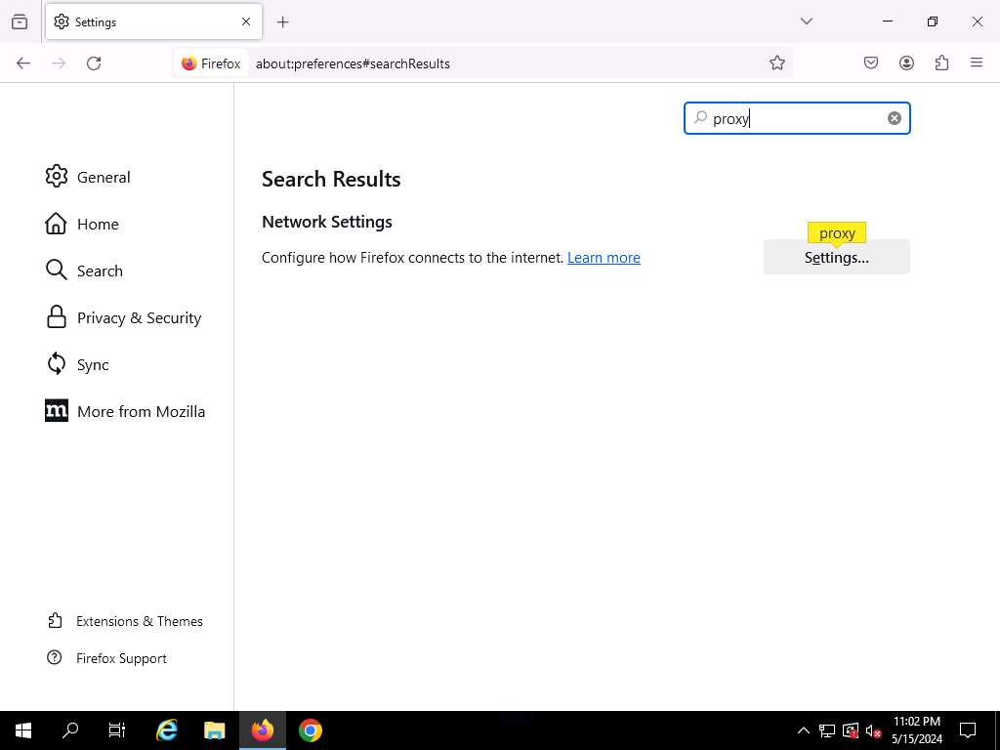 Settings
Firefox
about:preferences#searchResults
proxy
General
Home
Search
Privacy & Security
Sync
m
More from Mozilla
Extensions & Themes
Firefox Support
Search Results
Network Settings
Configure how Firefox connects to the internet. Learn more
proxy
Settings...
11:02 PM
5/15/2024